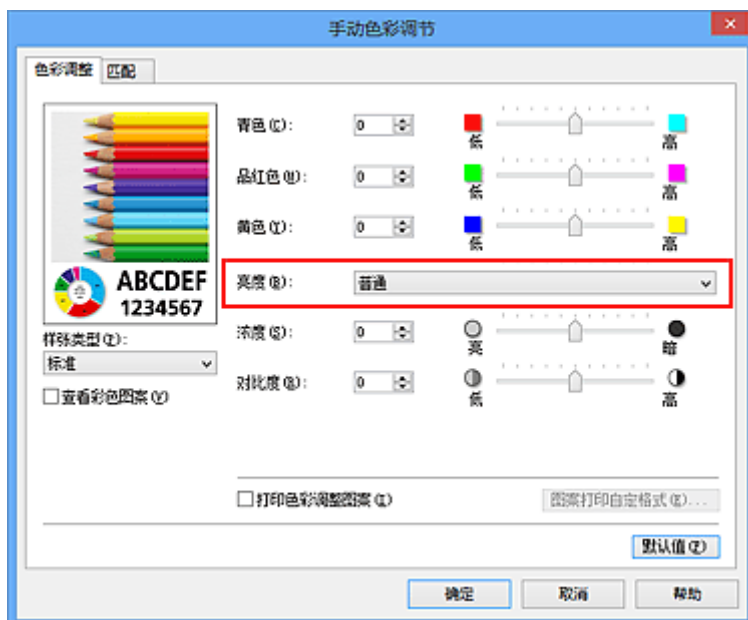 手动色彩调节
色彩调整 匹配
青色(C): 0 低 高
品红色(M): 0 低 高
黄色(Y): 0 低 高
亮度(B): 普通
浓度(S): 0 亮 暗
对比度(R): 0 低 高
ABCDEF
1234567
样张类型(T):
标准
查看彩色图案(Y)
打印色彩调整图案(I) 图案打印自定格式(E)...
默认值(F)
确定 取消 帮助